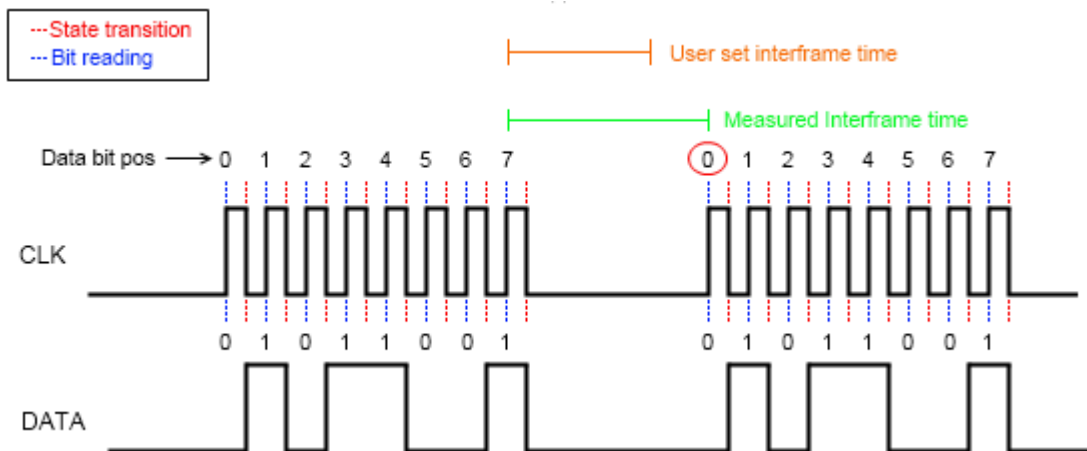 ---State transition
---Bit reading
User set interframe time
Measured Interframe time
Data bit pos → 0 1 2 3 4 5 6 7 0 1 2 3 4 5 6 7
CLK
0 1 0 1 1 0 0 1 0 1 0 1 1 0 0 1
DATA